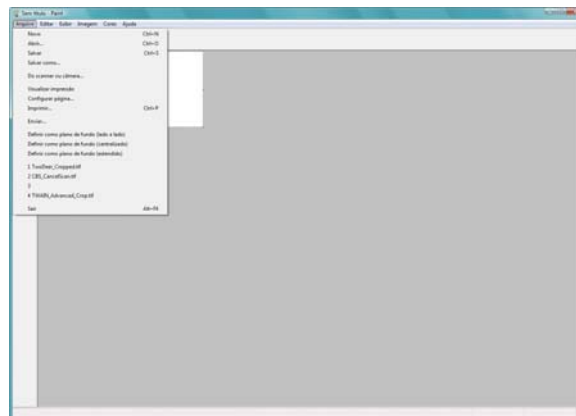 Sem título - Paint
Arquivo Editar Exibir Imagem Cores Ajuda
Novo Ctrl+N
Abrir... Ctrl+O
Salvar Ctrl+S
Salvar como...
Do scanner ou câmera...
Visualizar impressão
Configurar página...
Imprimir... Ctrl+P
Enviar...
Definir como plano de fundo (lado a lado)
Definir como plano de fundo (centralizado)
Definir como plano de fundo (estendido)
1 TwoDeer_Cropped.tif
2 CBS_CancelScan.tif
3
4 TWAIN_Advanced_Crop.tif
Sair Alt+F4